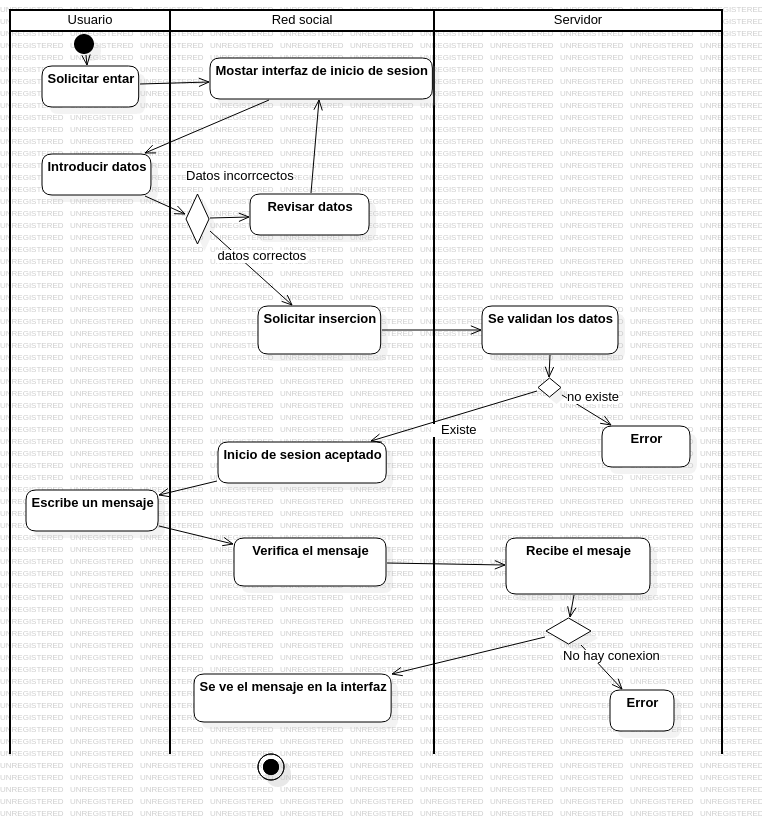 Usuario
Red social
Servidor
Solicitar entar
Mostar interfaz de inicio de sesion
Introducir datos
Datos incorrcectos
Revisar datos
datos correctos
Solicitar insercion
Se validan los datos
no existe
Existe
Error
Inicio de sesion aceptado
Escribe un mensaje
Verifica el mensaje
Recibe el mesaje
No hay conexion
Se ve el mensaje en la interfaz
Error
UNREGISTERED